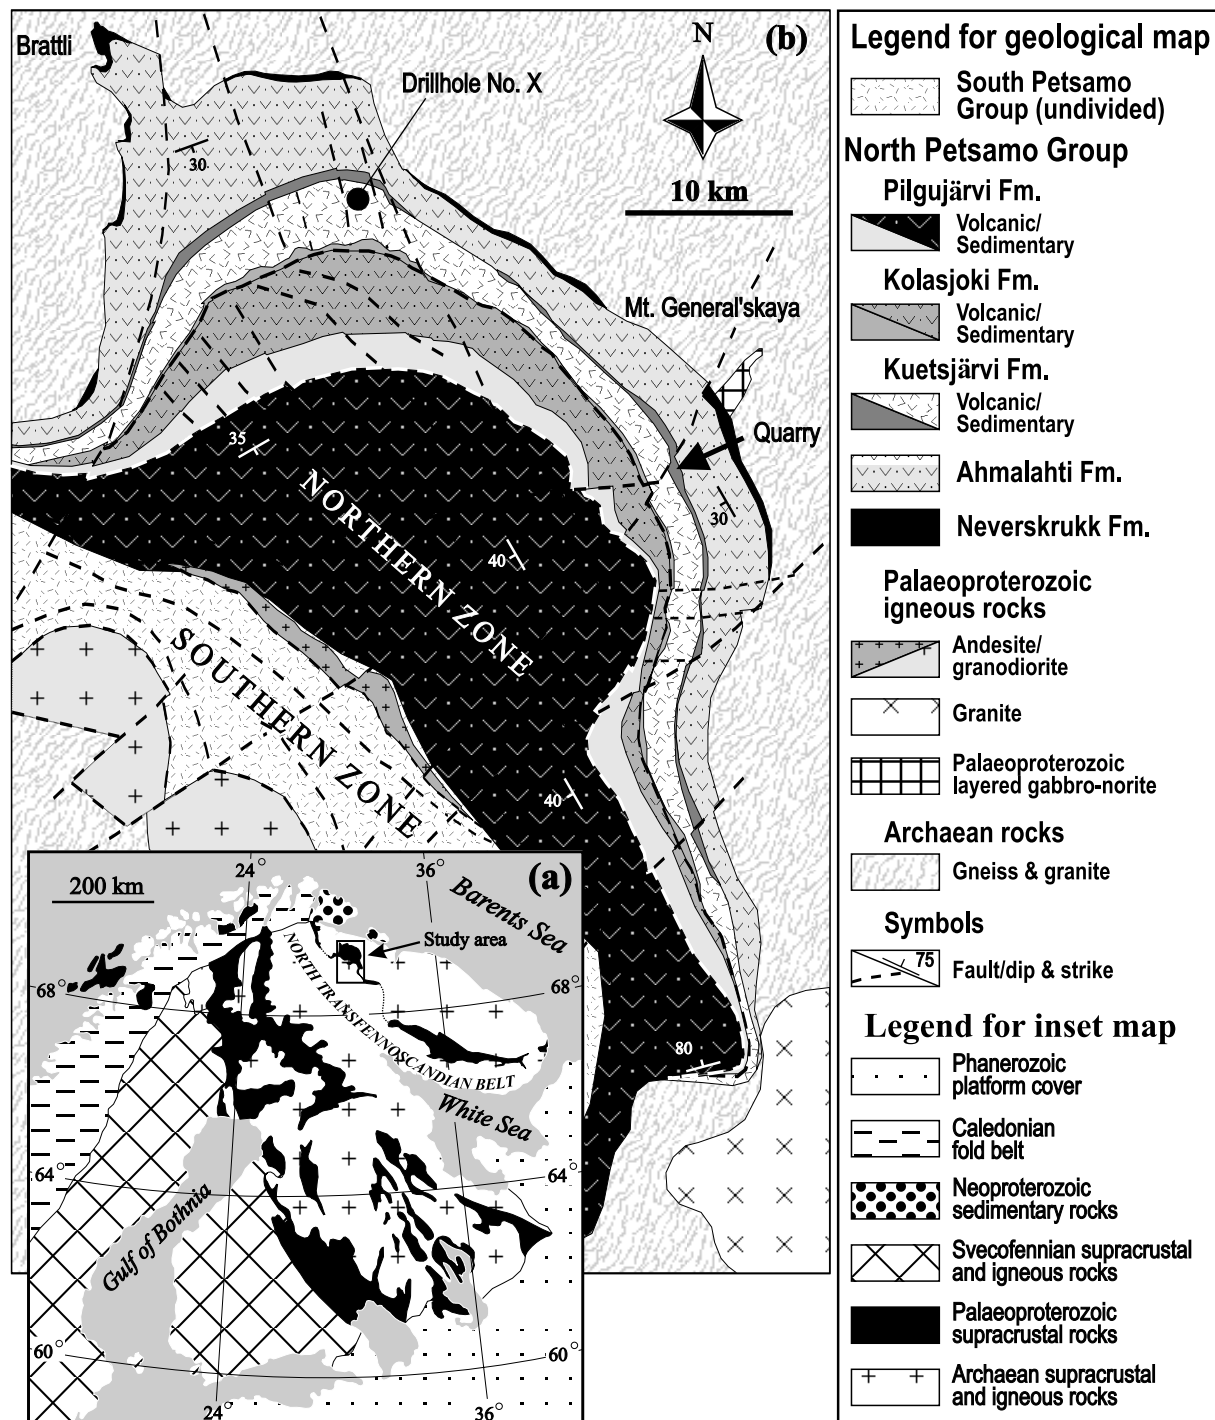 Brattli
Drillhole No. X
N
(b)
10 km
30
Mt. General'skaya
35
Quarry
30
NORTHERN ZONE
40
SOUTHERN ZONE
40
80
(a)
200 km
24°
36°
Barents Sea
Study area
68°
68°
NORTH TRANSFENNOSCANDIAN BELT
White Sea
64°
64°
Gulf of Bothnia
60°
60°
24°
36°
Legend for geological map
South Petsamo
Group (undivided)
North Petsamo Group
Pilgujärvi Fm.
Volcanic/
Sedimentary
Kolasjoki Fm.
Volcanic/
Sedimentary
Kuetsjärvi Fm.
Volcanic/
Sedimentary
Ahmalahti Fm.
Neverskrukk Fm.
Palaeoproterozoic
igneous rocks
Andesite/
granodiorite
Granite
Palaeoproterozoic
layered gabbro-norite
Archaean rocks
Gneiss & granite
Symbols
75
Fault/dip & strike
Legend for inset map
Phanerozoic
platform cover
Caledonian
fold belt
Neoproterozoic
sedimentary rocks
Svecofennian supracrustal
and igneous rocks
Palaeoproterozoic
supracrustal rocks
Archaean supracrustal
and igneous rocks